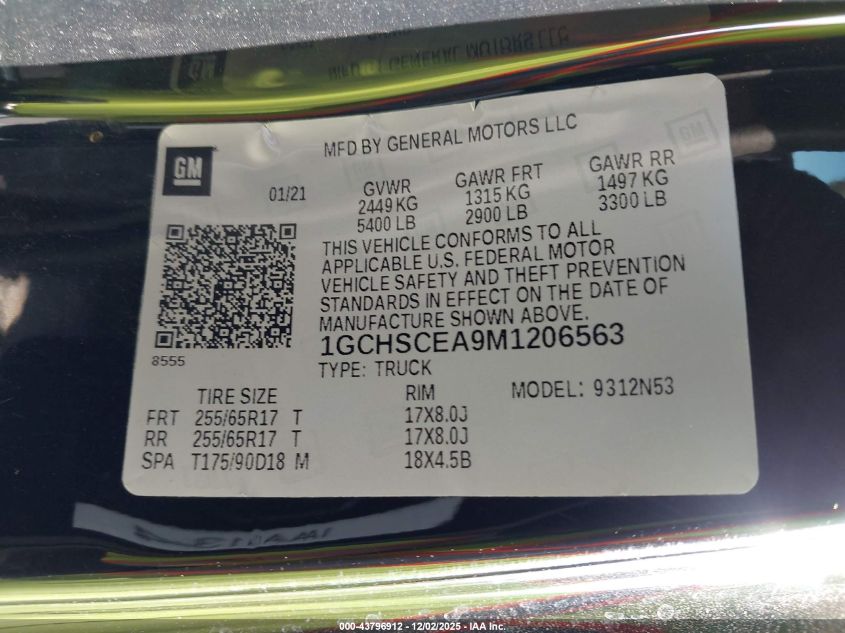 MFD BY GENERAL MOTORS LLC
GM
01/21
GVWR GAWR FRT GAWR RR
2449 KG 1315 KG 1497 KG
5400 LB 2900 LB 3300 LB
THIS VEHICLE CONFORMS TO ALL
APPLICABLE U.S. FEDERAL MOTOR
VEHICLE SAFETY AND THEFT PREVENTION
STANDARDS IN EFFECT ON THE DATE OF
MANUFACTURE SHOWN ABOVE.
8555
1GCHSCEA9M1206563
TYPE: TRUCK
TIRE SIZE RIM MODEL: 9312N53
FRT 255/65R17 T 17X8.0J
RR 255/65R17 T 17X8.0J
SPA T175/90D18 M 18X4.5B
000-43796912 - 12/02/2025 - IAA Inc.